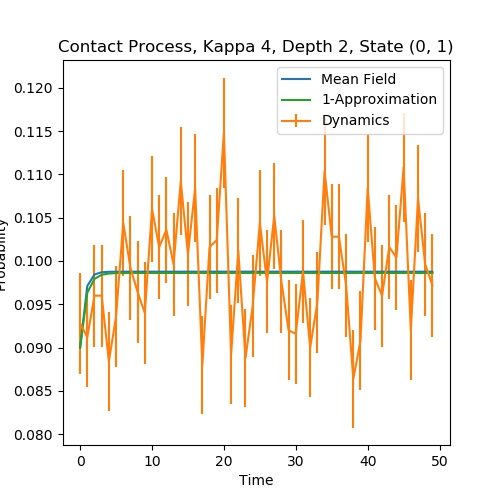 Contact Process, Kappa 4, Depth 2, State (0, 1)
Mean Field
1-Approximation
Dynamics
0.120
0.115
0.110
0.105
0.100
0.095
0.090
0.085
0.080
Probability
0 10 20 30 40 50
Time